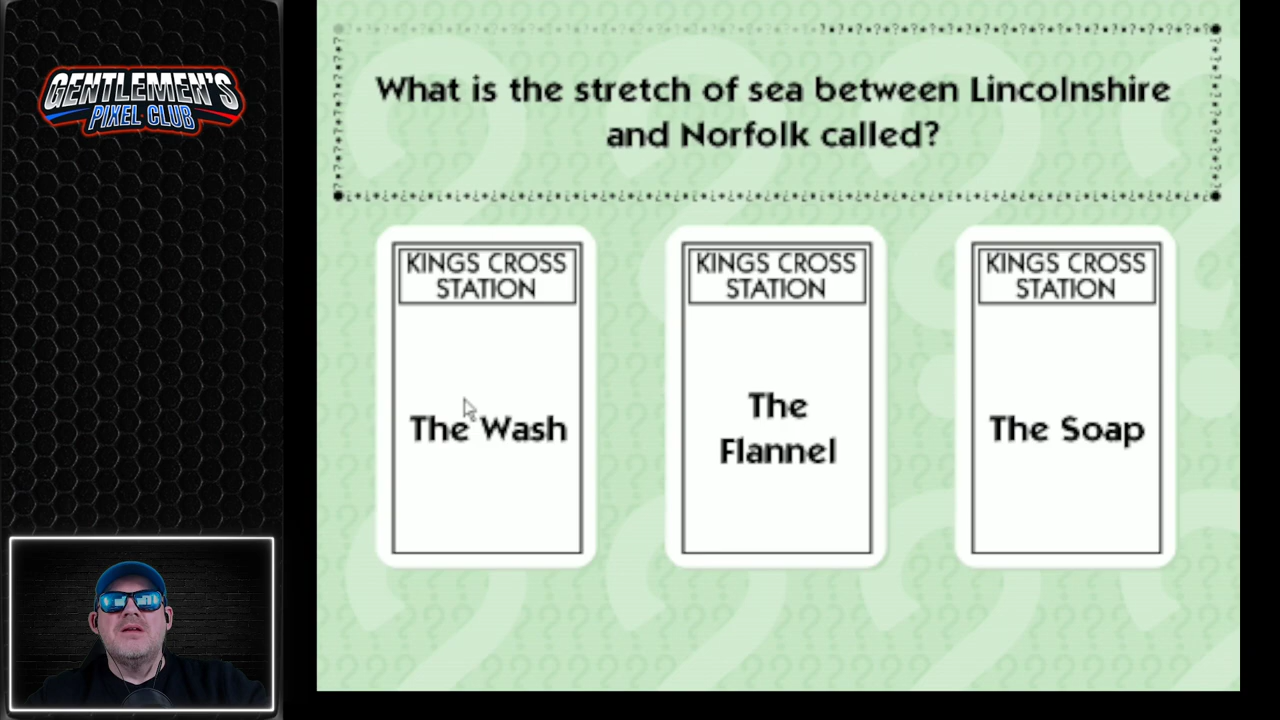 GENTLEMEN'S
PIXEL CLUB
What is the stretch of sea between Lincolnshire
and Norfolk called?
KINGS CROSS
STATION
The Wash
KINGS CROSS
STATION
The
Flannel
KINGS CROSS
STATION
The Soap